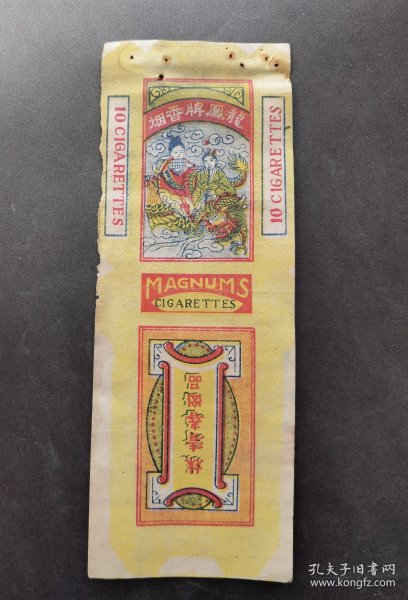 龍鳳牌香烟
10 CIGARETTES
10 CIGARETTES
MAGNUMS
CIGARETTES
孔夫子旧书网
www.kongfz.com